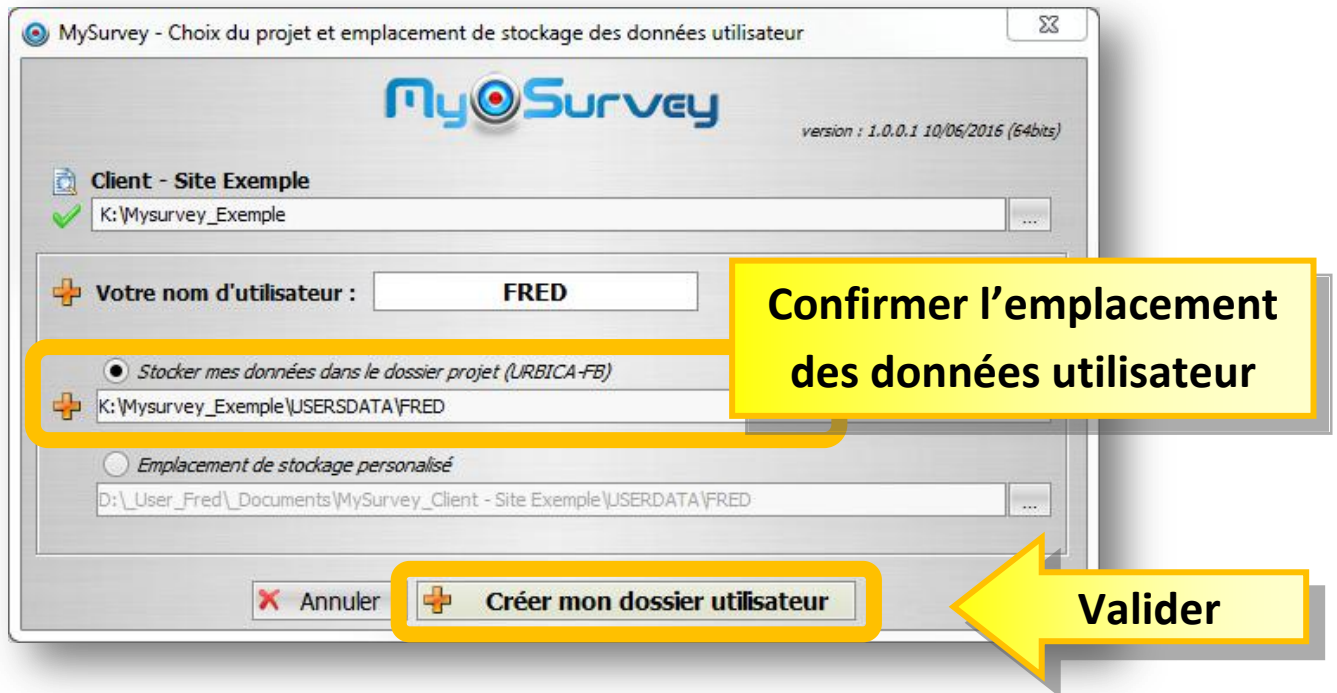 MySurvey - Choix du projet et emplacement de stockage des données utilisateur
MySurvey
version : 1.0.0.1 10/06/2016 (64bits)
Client - Site Exemple
K:\Mysurvey_Exemple
...
Votre nom d'utilisateur :
FRED
Confirmer l’emplacement
des données utilisateur
Stocker mes données dans le dossier projet (URBICA-FB)
K:\Mysurvey_Exemple\USERSDATA\FRED
Emplacement de stockage personalisé
D:\_User_Fred\_Documents\MySurvey_Client - Site Exemple\USERDATA\FRED
...
Annuler
Créer mon dossier utilisateur
Valider